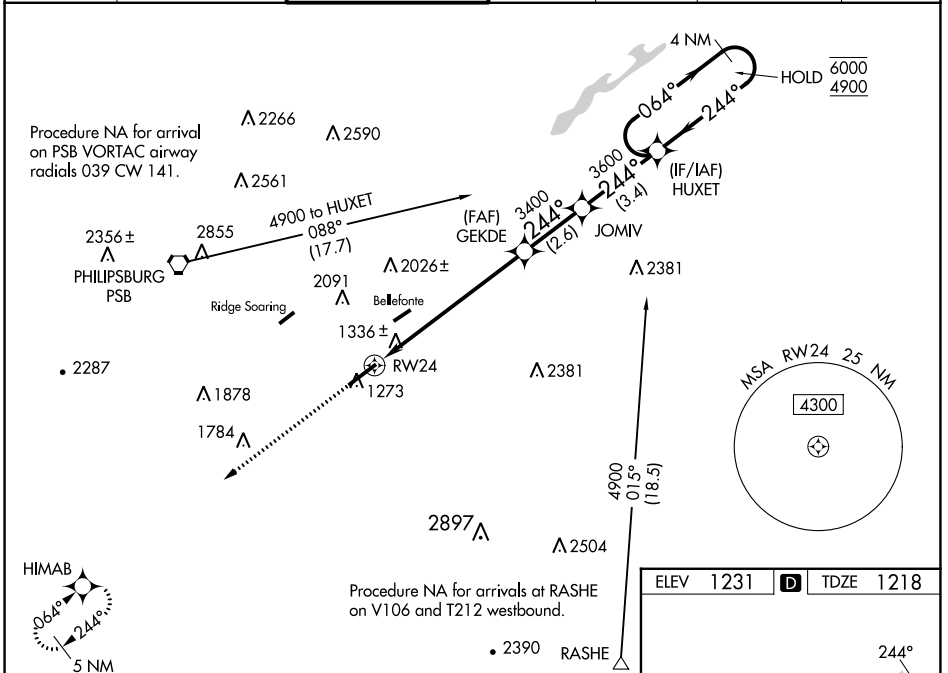 4 NM
HOLD
6000
4900
064°
244°
Procedure NA for arrival
on PSB VORTAC airway
radials 039 CW 141.
2266
2590
2561
3600
244°
(3.4)
(IF/IAF)
HUXET
4900 to HUXET
088°
(17.7)
(FAF)
GEKDE
3400
244°
(2.6)
JOMIV
2356 ±
2855
PHILIPSBURG
PSB
2026 ±
2381
2091
Ridge Soaring
Bellefonte
1336 ±
RW24
2287
1273
2381
1878
1784
MSA RW24 25 NM
4300
4900
015°
(18.5)
2897
2504
HIMAB
064°
244°
5 NM
Procedure NA for arrivals at RASHE
on V106 and T212 westbound.
2390
RASHE
ELEV 1231 D TDZE 1218
244°